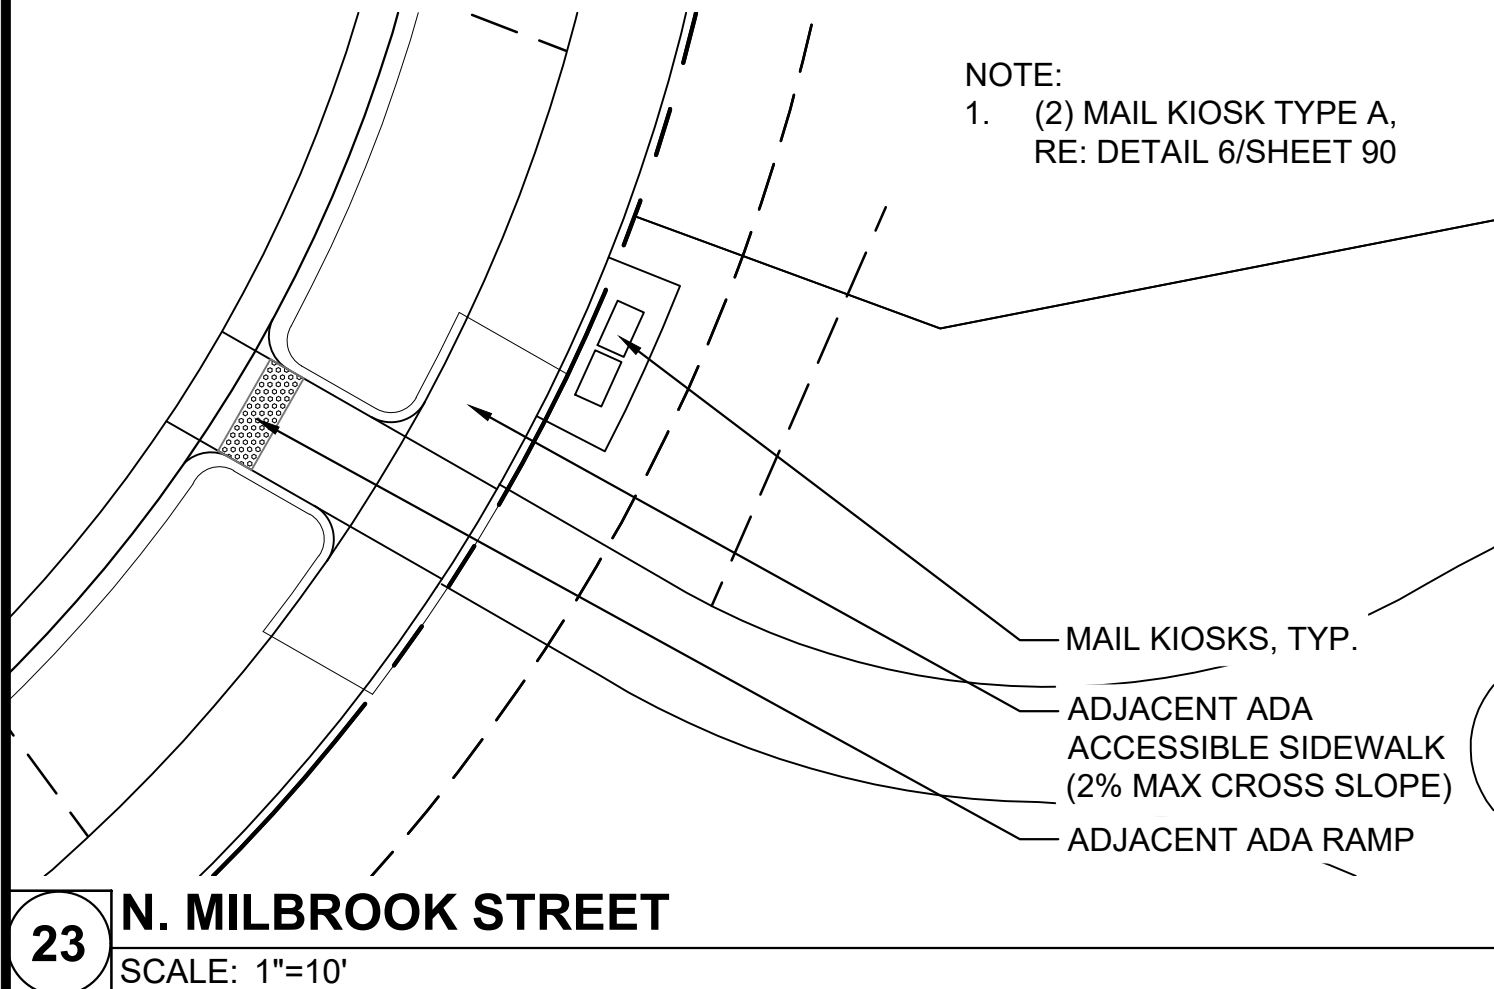 NOTE:
1. (2) MAIL KIOSK TYPE A,
RE: DETAIL 6/SHEET 90
MAIL KIOSKS, TYP.
ADJACENT ADA
ACCESSIBLE SIDEWALK
(2% MAX CROSS SLOPE)
ADJACENT ADA RAMP
23
N. MILBROOK STREET
SCALE: 1"=10'